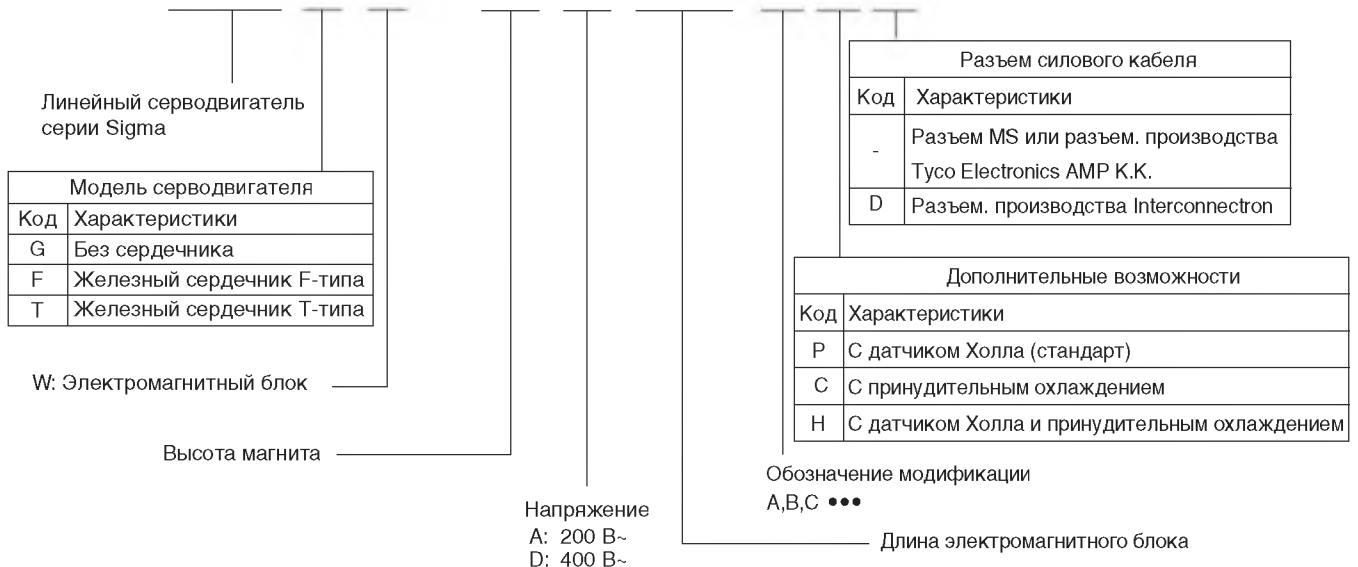 Линейный серводвигатель
серии Sigma
Модель серводвигателя
Код Характеристики
G Без сердечника
F Железный сердечник F-типа
T Железный сердечник T-типа
W: Электромагнитный блок
Высота магнита
Напряжение
A: 200 В~
D: 400 В~
Разъем силового кабеля
Код Характеристики
- Разъем MS или разъем. производства
Tyco Electronics AMP K.K.
D Разъем. производства Interconnectron
Дополнительные возможности
Код Характеристики
P С датчиком Холла (стандарт)
C С принудительным охлаждением
H С датчиком Холла и принудительным охлаждением
Обозначение модификации
A,B,C •••
Длина электромагнитного блока